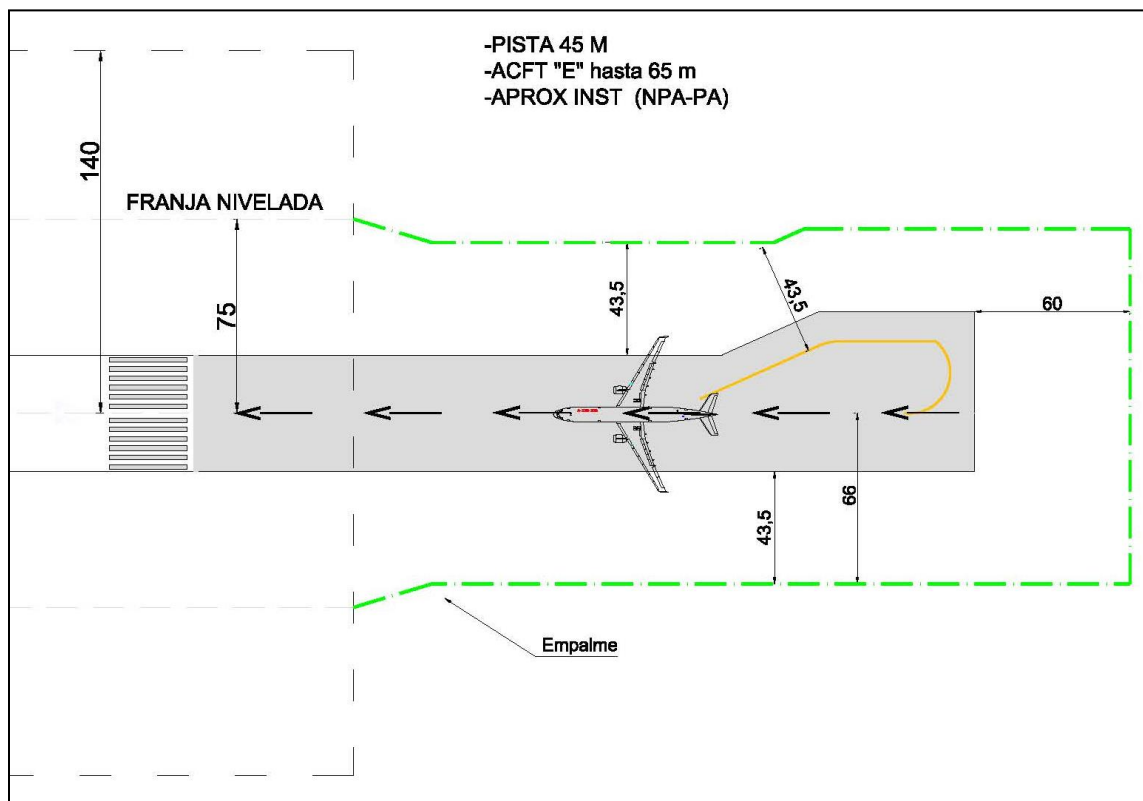 -PISTA 45 M
-ACFT "E" hasta 65 m
-APROX INST (NPA-PA)
140
FRANJA NIVELADA
75
43,5
43,5
60
43,5
66
Empalme